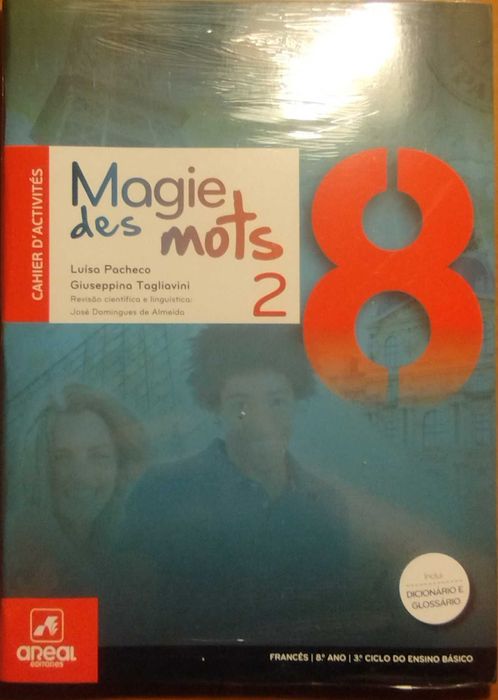 CAHIER D'ACTIVITÉS
Magie
des mots
2
8
Luísa Pacheco
Giuseppina Tagliavini
Revisão científica e linguística:
José Domingues de Almeida
Inclui
DICIONÁRIO E
GLOSSÁRIO
areal
editores
FRANCÊS | 8.º ANO | 3.º CICLO DO ENSINO BÁSICO